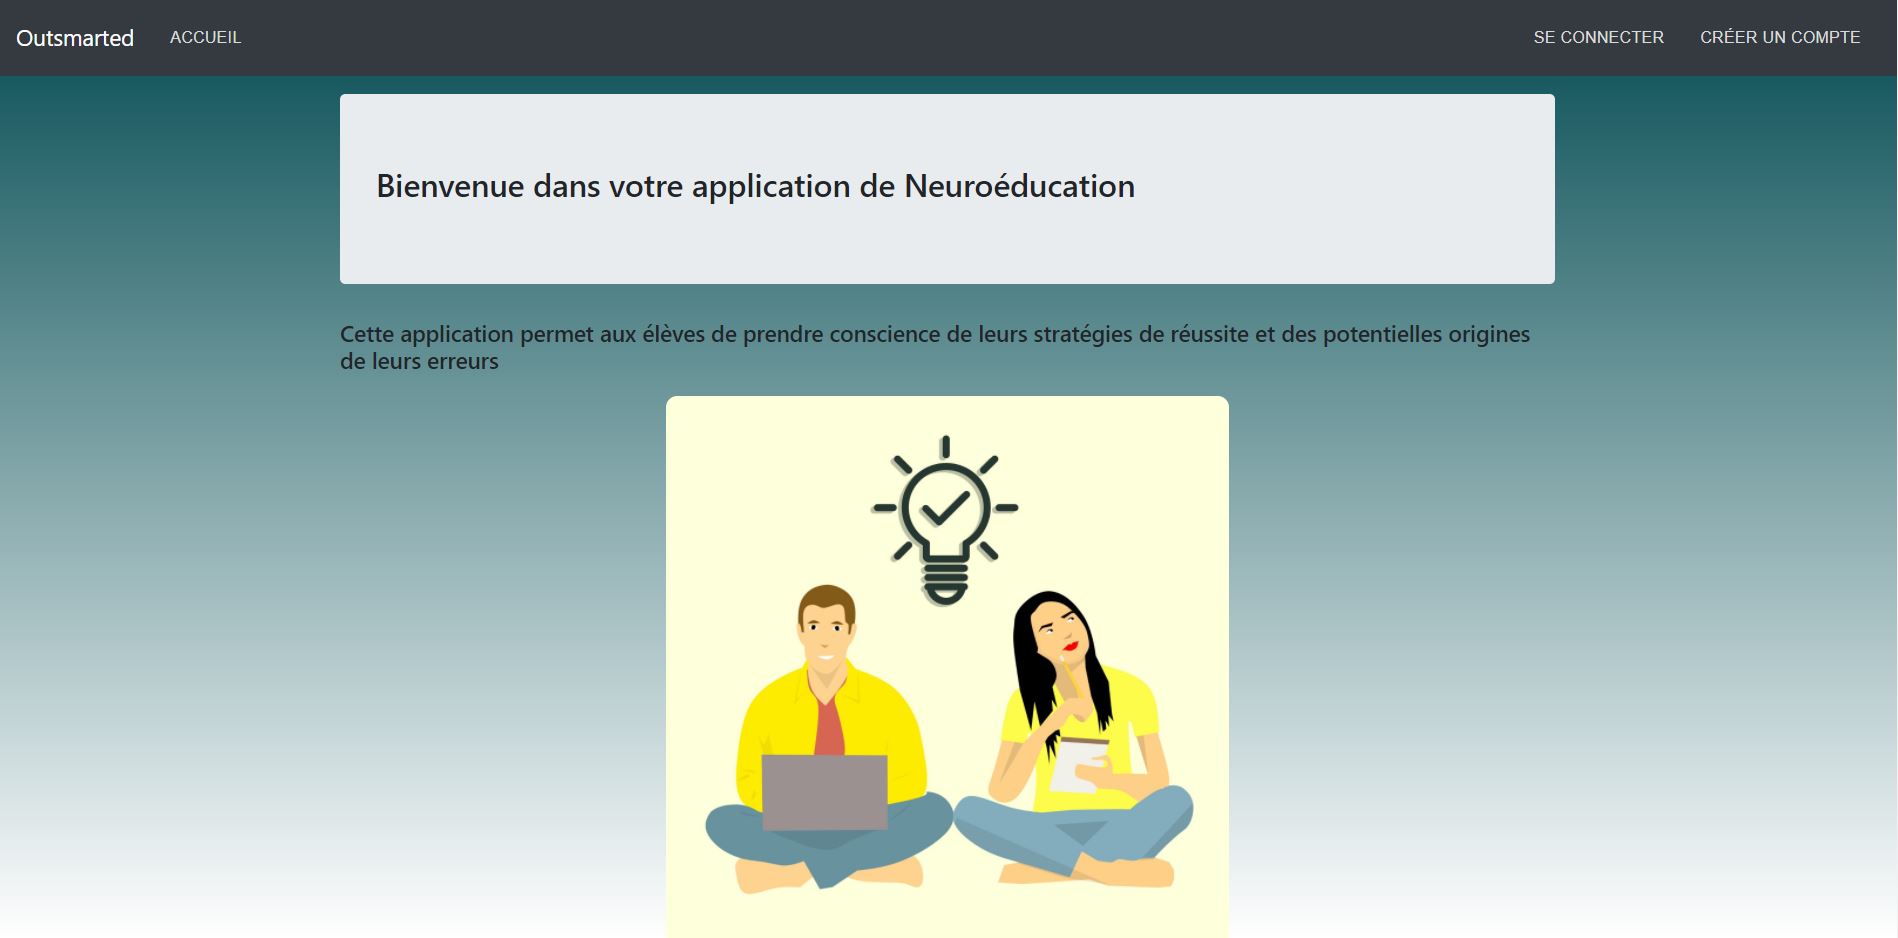 Outsmarted ACCUEIL SE CONNECTER CRÉER UN COMPTE
Bienvenue dans votre application de Neuroéducation
Cette application permet aux élèves de prendre conscience de leurs stratégies de réussite et des potentielles origines
de leurs erreurs